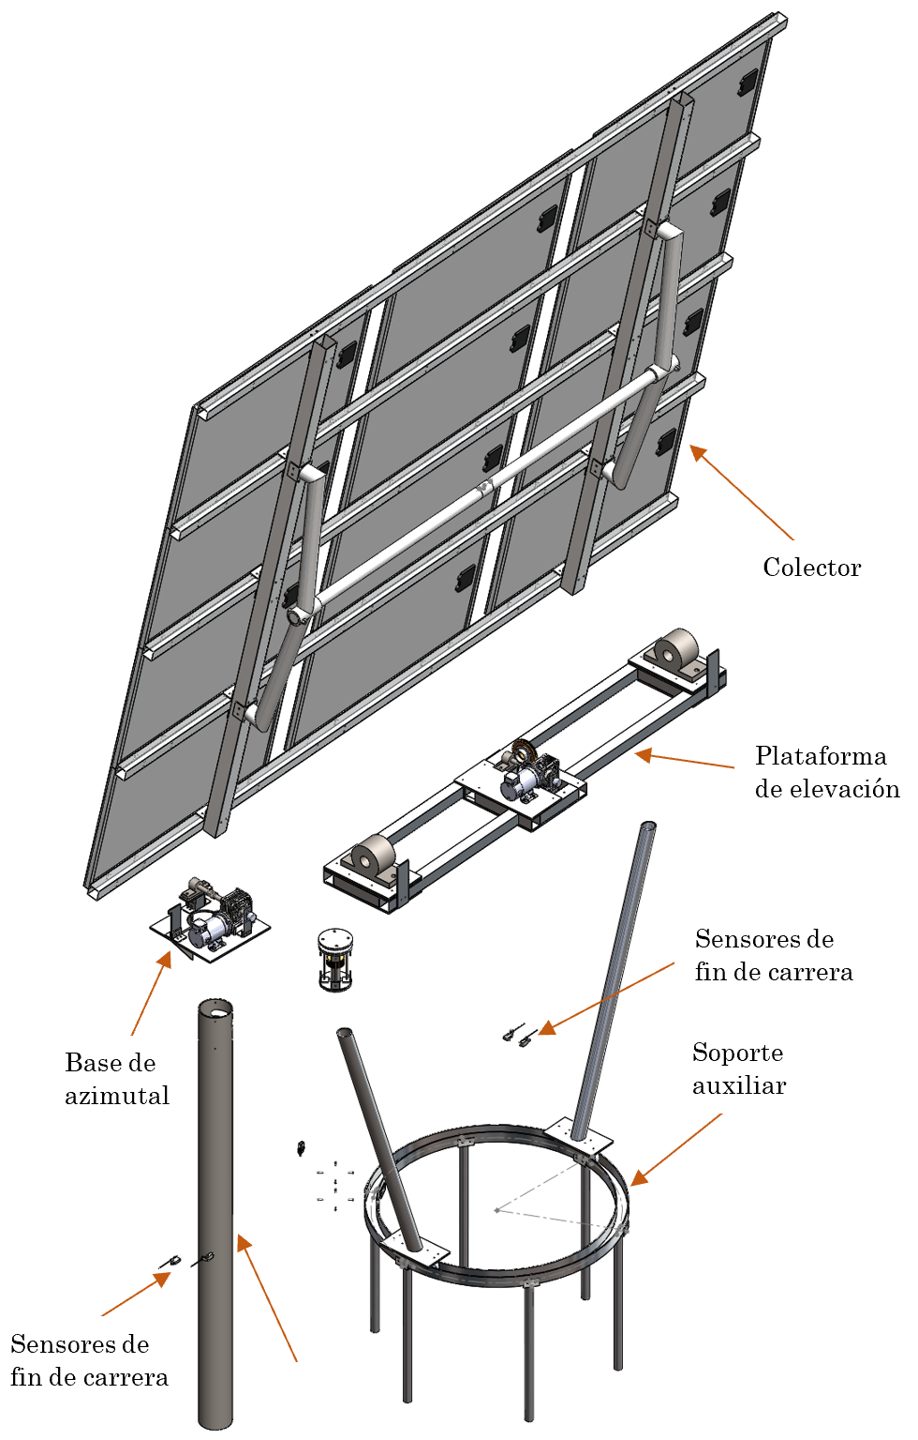 Colector
Plataforma
de elevación
Sensores de
fin de carrera
Soporte
auxiliar
Base de
azimutal
Sensores de
fin de carrera